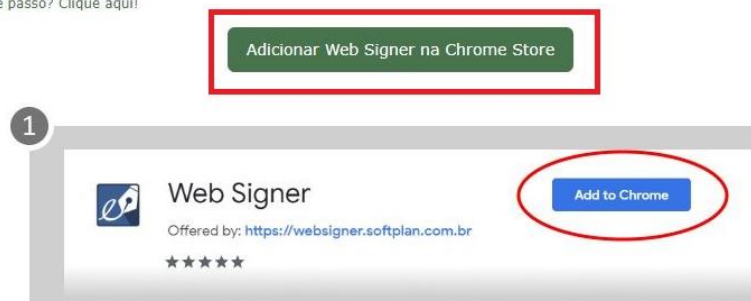 passo? Clique aqui!
Adicionar Web Signer na Chrome Store
1
Web Signer
Add to Chrome
Offered by: https://websigner.softplan.com.br